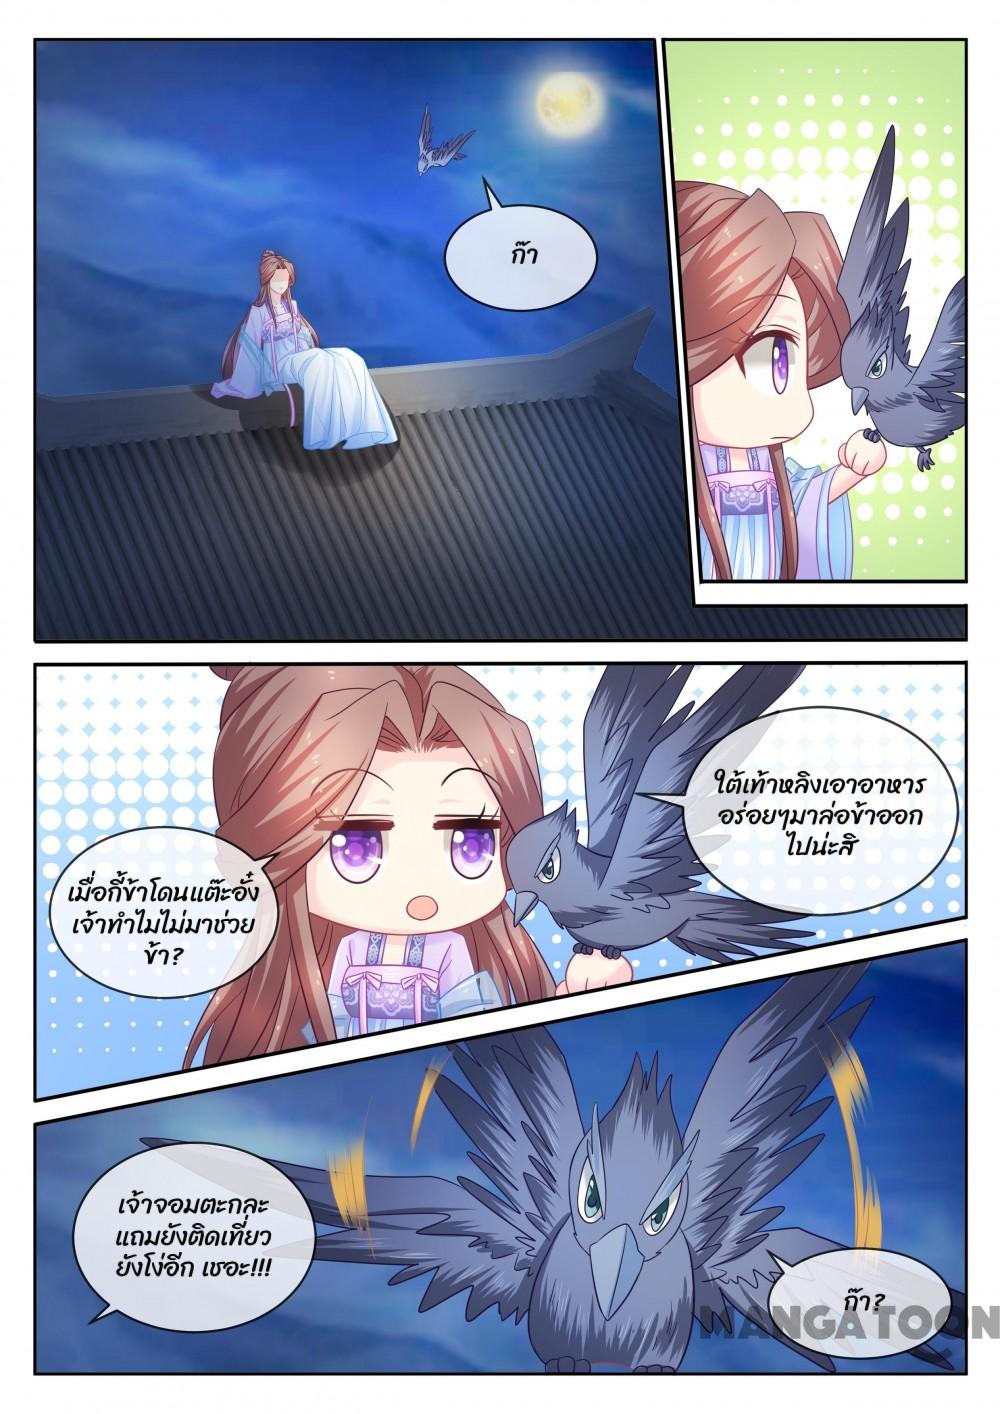 ก๊า
ใต้เท้าหลิงเอาอาหาร
อร่อยๆมาล่อข้าออก
ไปน่ะสิ
เมื่อกี้ข้าโดนแต๊ะอั๋ง
เจ้าทำไมไม่มาช่วย
ข้า?
เจ้าจอมตะกละ
แถมยังติดเที่ยว
ยังโง่อีก เชอะ!!!
ก๊า?
MANGATOON